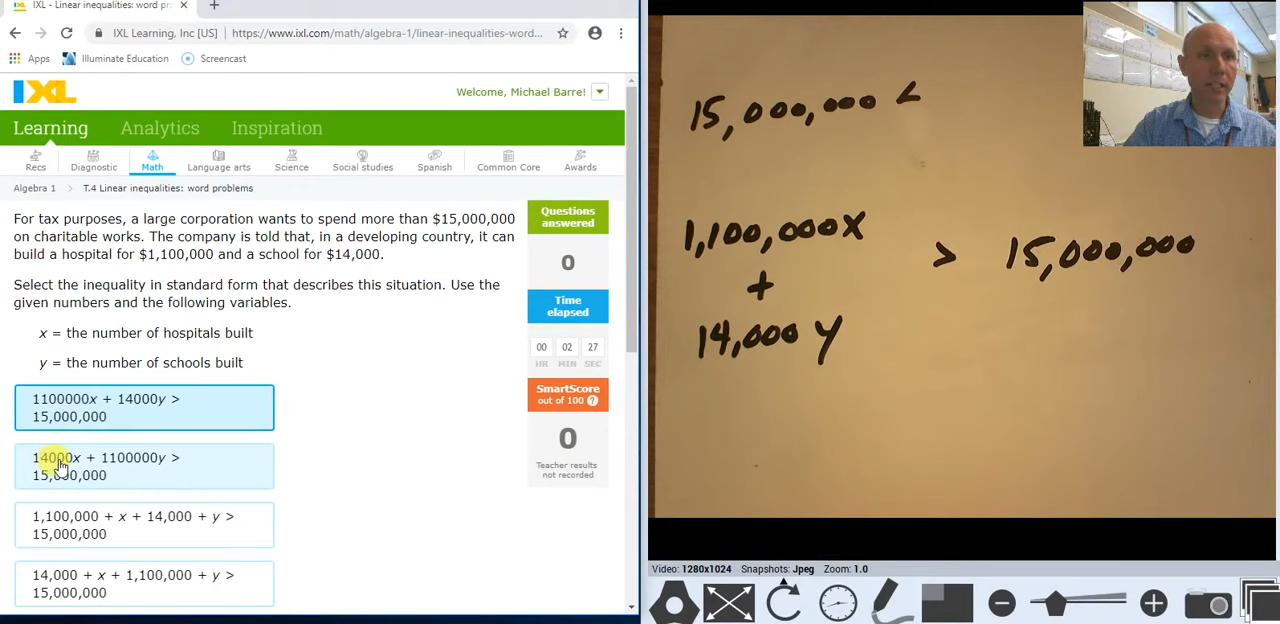 IXL - Linear inequalities: word pr
IXL Learning, Inc [US] | https://www.ixl.com/math/algebra-1/linear-inequalities-word...
Apps Illuminate Education Screencast
IXL
Welcome, Michael Barre!
Learning Analytics Inspiration
Recs Diagnostic Math Language arts Science Social studies Spanish Common Core Awards
Algebra 1 > T.4 Linear inequalities: word problems
For tax purposes, a large corporation wants to spend more than $15,000,000
on charitable works. The company is told that, in a developing country, it can
build a hospital for $1,100,000 and a school for $14,000.
Select the inequality in standard form that describes this situation. Use the
given numbers and the following variables.
x = the number of hospitals built
y = the number of schools built
1100000x + 14000y >
15,000,000
14000x + 1100000y >
15,000,000
1,100,000 + x + 14,000 + y >
15,000,000
14,000 + x + 1,100,000 + y >
15,000,000
Questions
answered
0
Time
elapsed
00 02 27
HR MIN SEC
SmartScore
out of 100 ?
0
Teacher results
not recorded
15,000,000 <
1,100,000x
+
14,000 y
> 15,000,000
Video: 1280x1024 Snapshots: Jpeg Zoom: 1.0